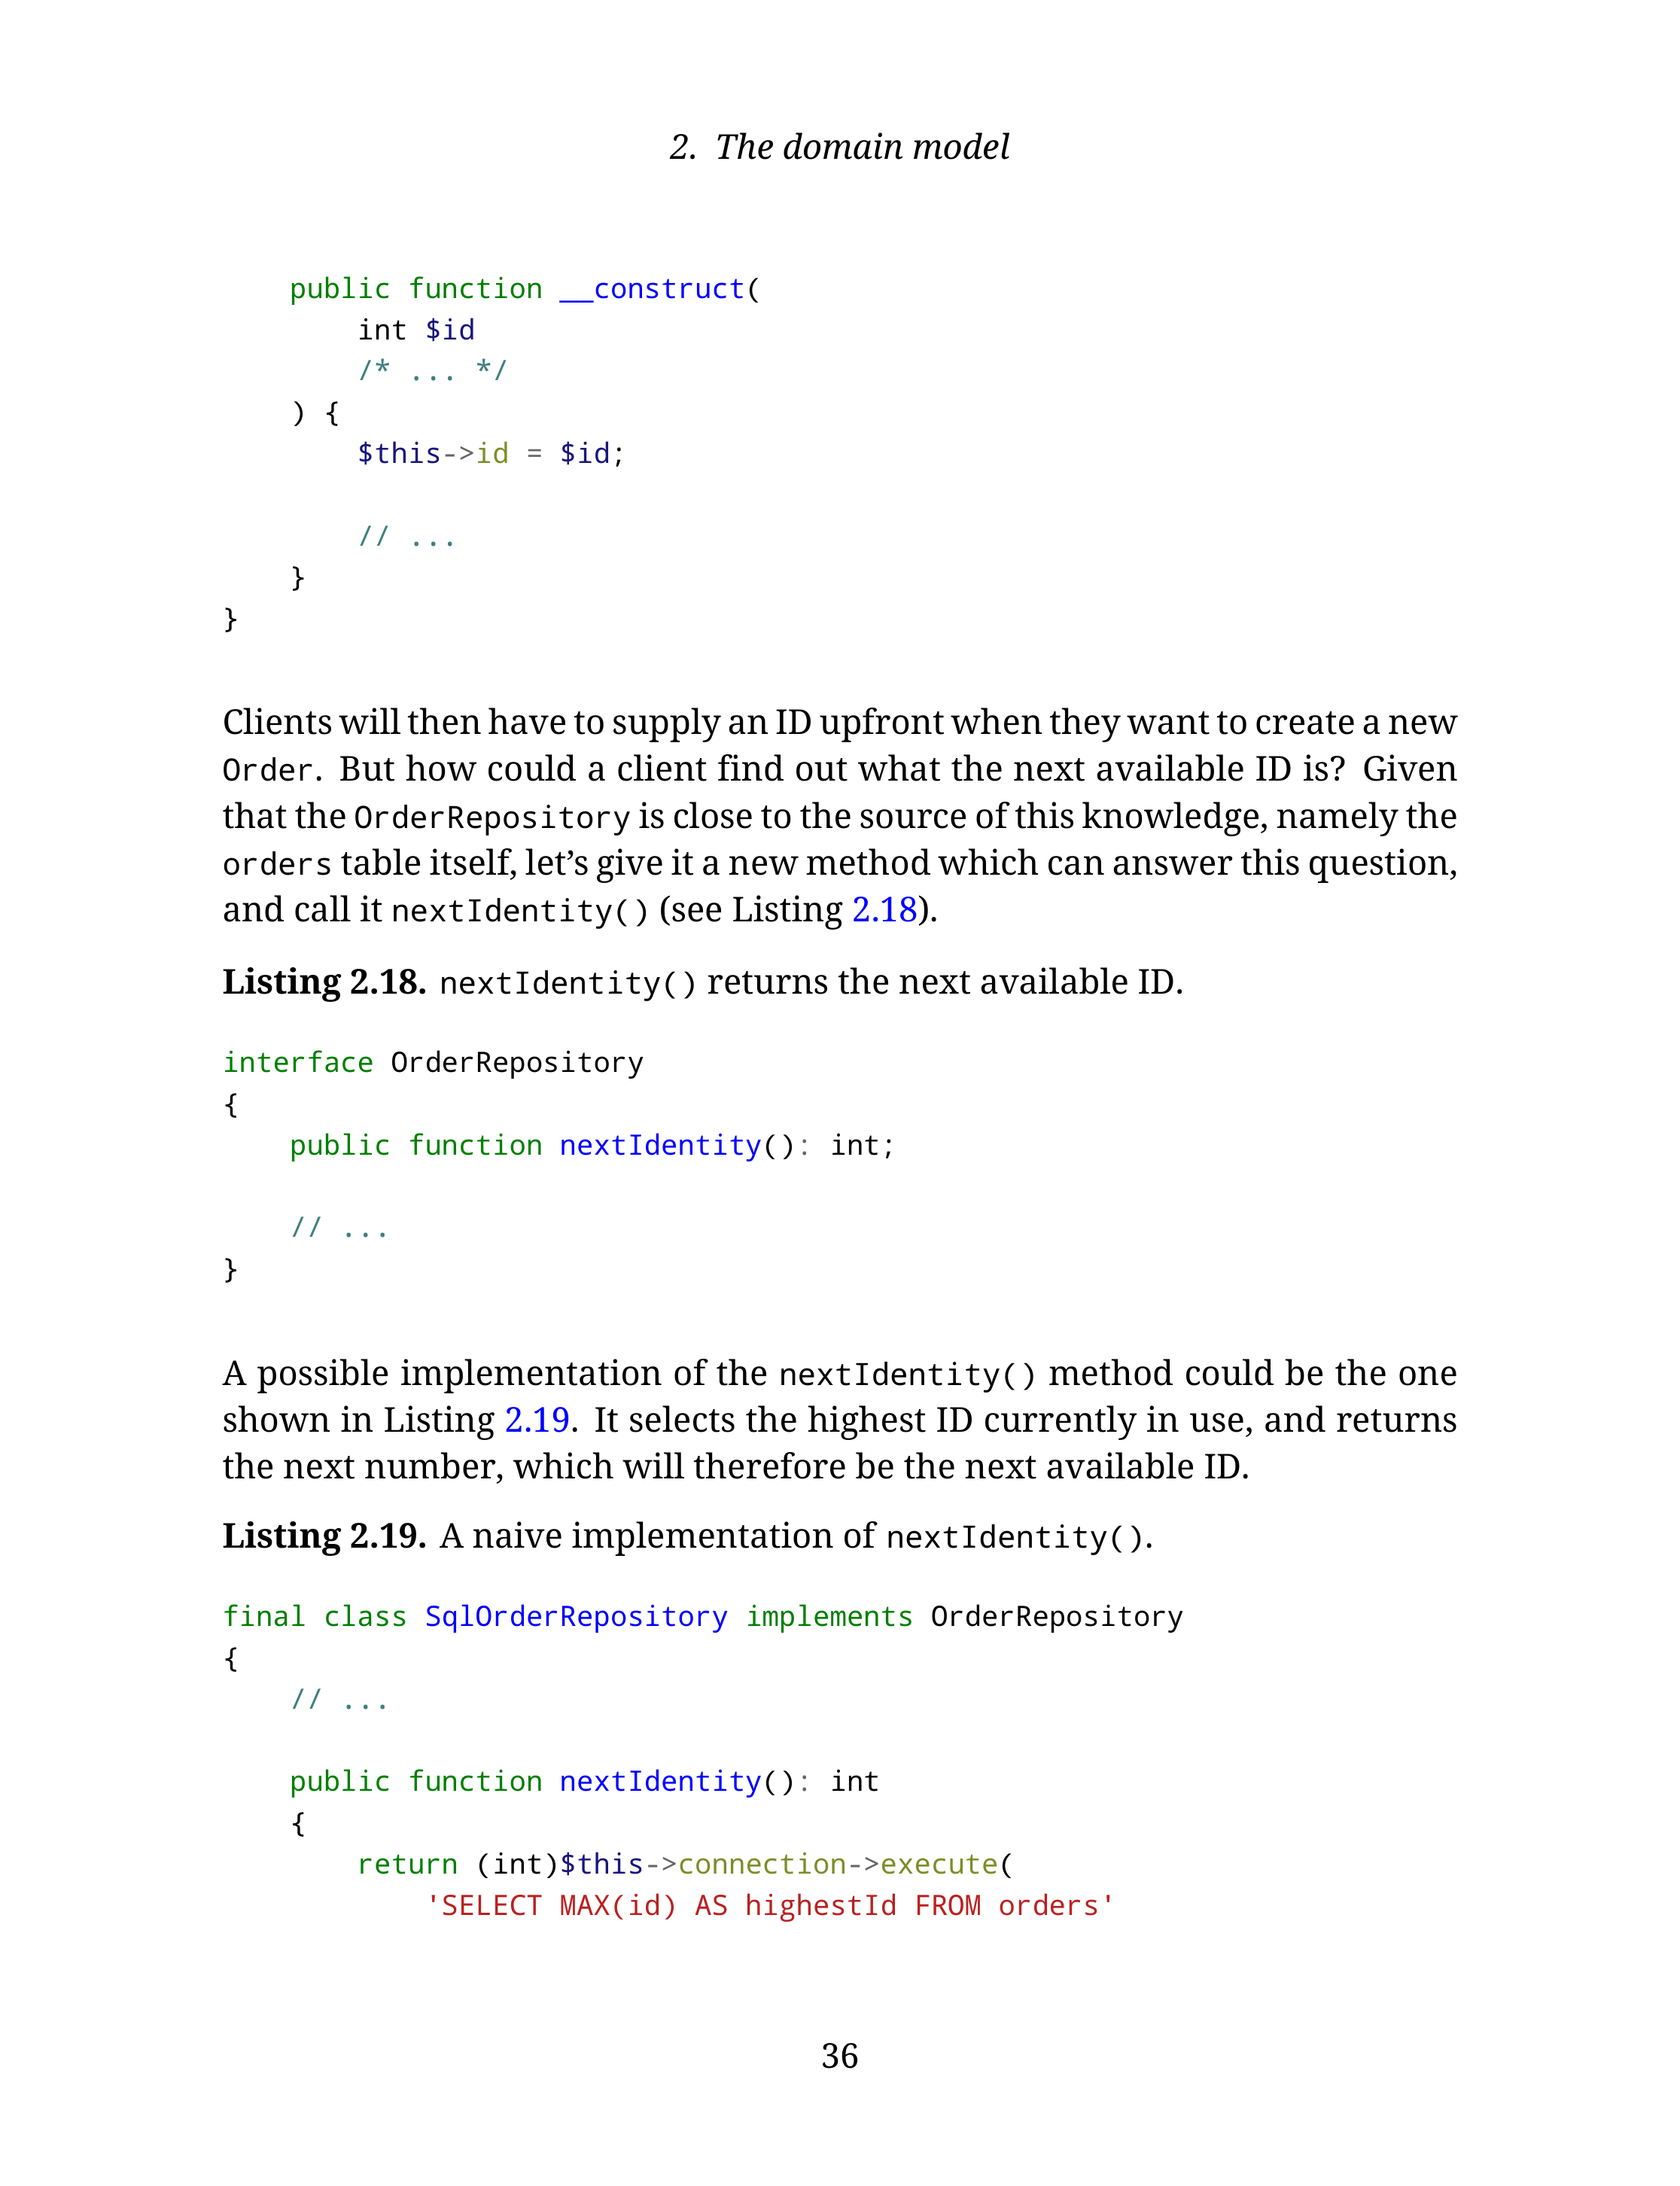 2. The domain model
    public function __construct(
        int $id
        /* ... */
    ) {
        $this->id = $id;

        // ...
    }
}
Clients will then have to supply an ID upfront when they want to create a new
Order. But how could a client find out what the next available ID is? Given
that the OrderRepository is close to the source of this knowledge, namely the
orders table itself, let’s give it a new method which can answer this question,
and call it nextIdentity() (see Listing 2.18).
Listing 2.18. nextIdentity() returns the next available ID.
interface OrderRepository
{
    public function nextIdentity(): int;

    // ...
}
A possible implementation of the nextIdentity() method could be the one
shown in Listing 2.19. It selects the highest ID currently in use, and returns
the next number, which will therefore be the next available ID.
Listing 2.19. A naive implementation of nextIdentity().
final class SqlOrderRepository implements OrderRepository
{
    // ...

    public function nextIdentity(): int
    {
        return (int)$this->connection->execute(
            'SELECT MAX(id) AS highestId FROM orders'
36